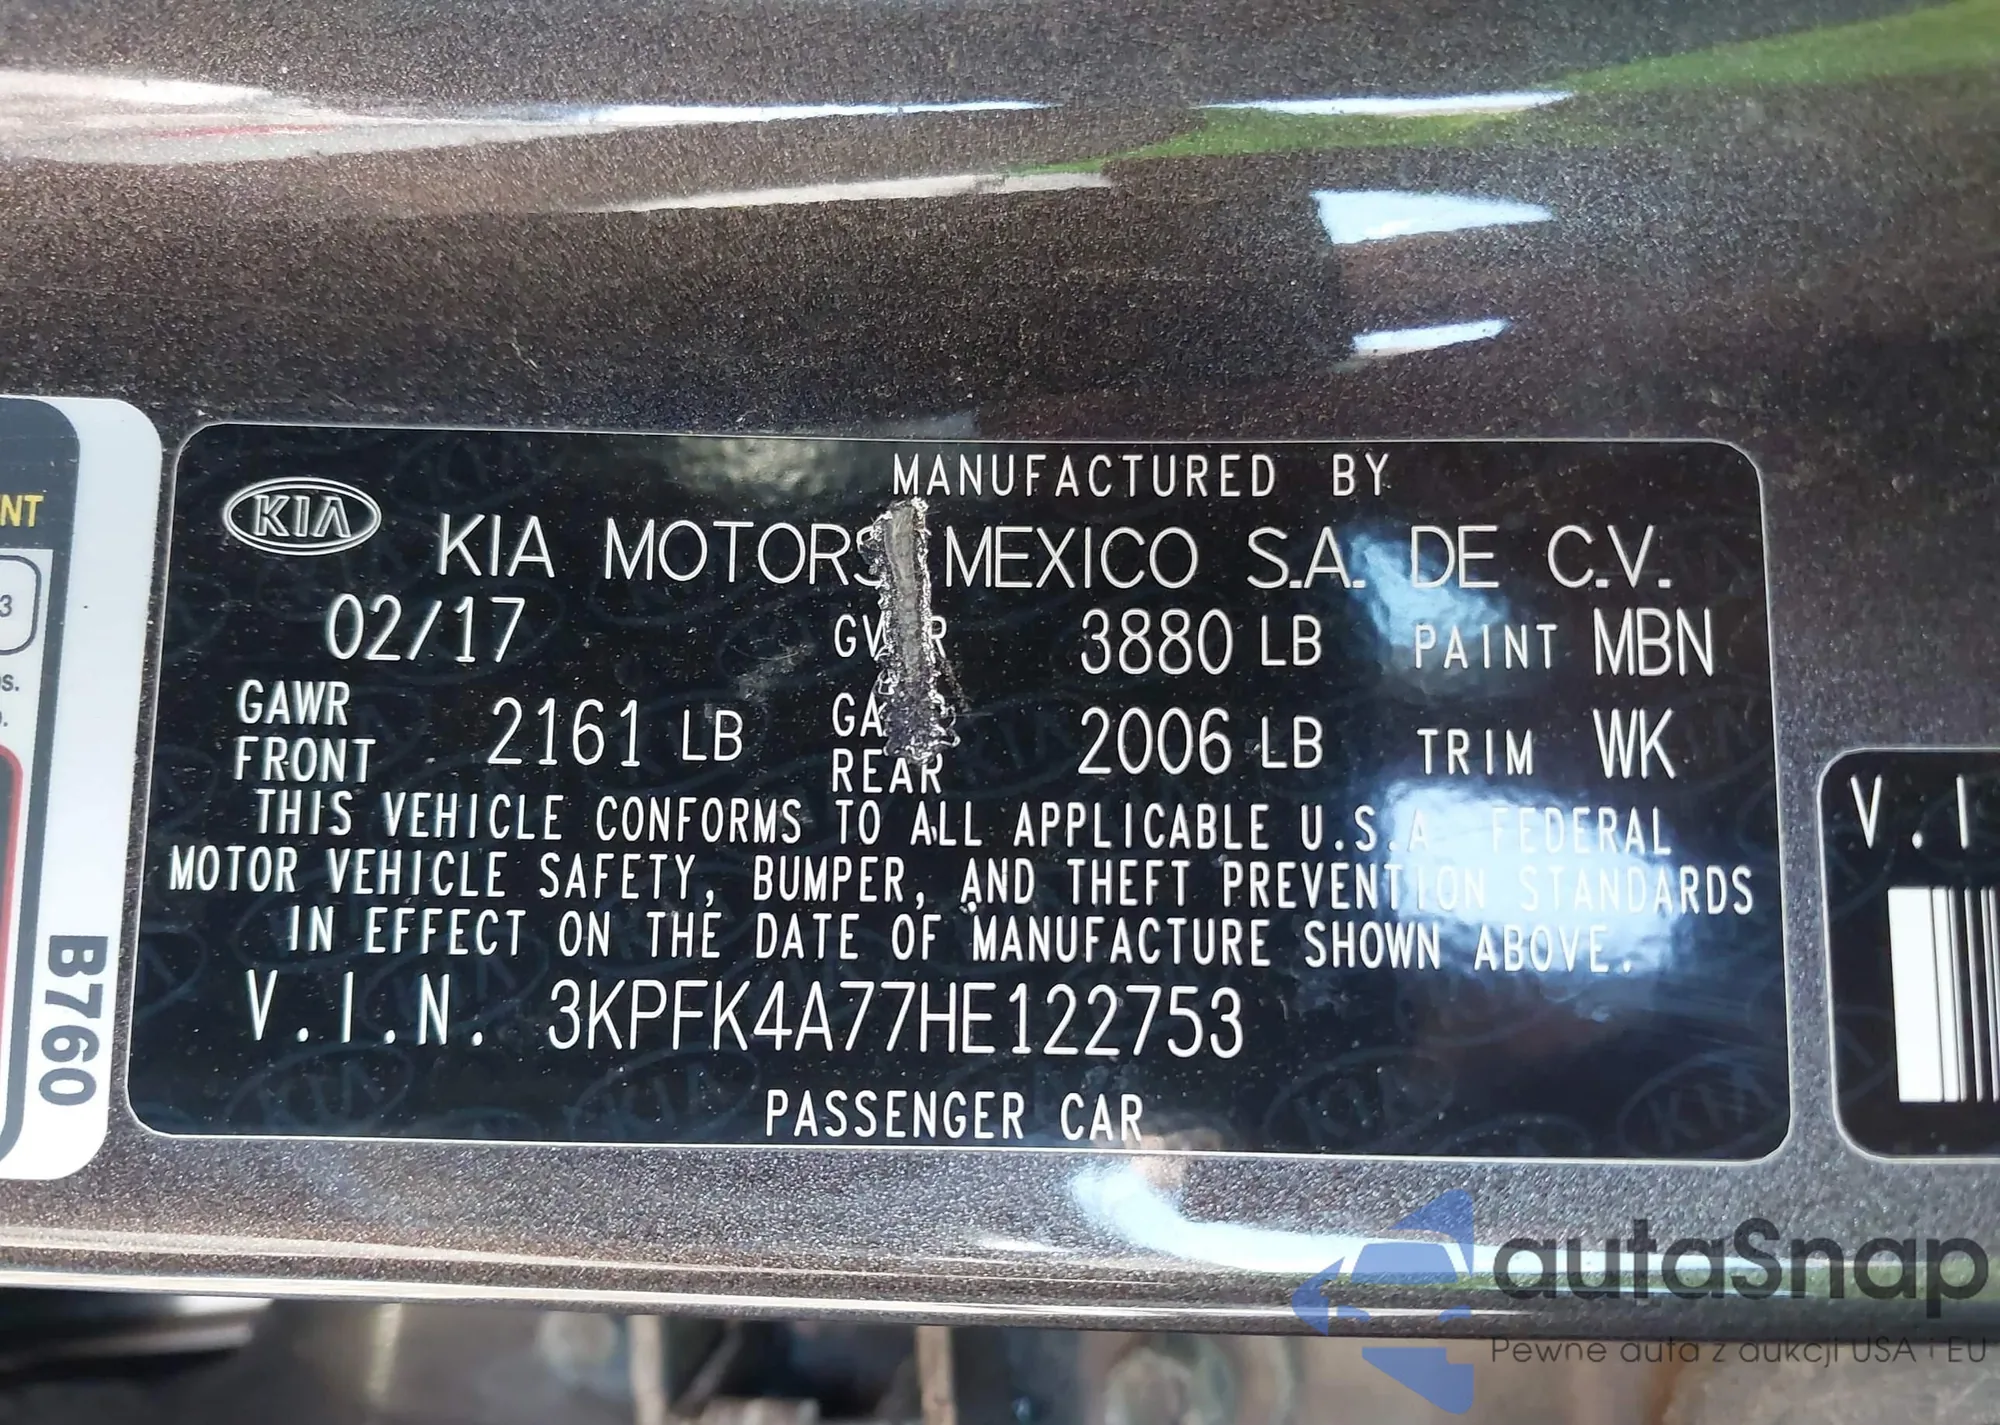 MANUFACTURED BY
KIA KIA MOTORS MEXICO S.A. DE C.V.
02/17 GVWR 3880 LB PAINT MBN
GAWR FRONT 2161 LB REAR 2006 LB TRIM WK
THIS VEHICLE CONFORMS TO ALL APPLICABLE U.S.A FEDERAL
MOTOR VEHICLE SAFETY, BUMPER, AND THEFT PREVENTION STANDARDS
IN EFFECT ON THE DATE OF MANUFACTURE SHOWN ABOVE.
V.I.N. 3KPFK4A77HE122753
PASSENGER CAR
B760
V.I
autaSnap
Pewne auta z aukcji USA i EU